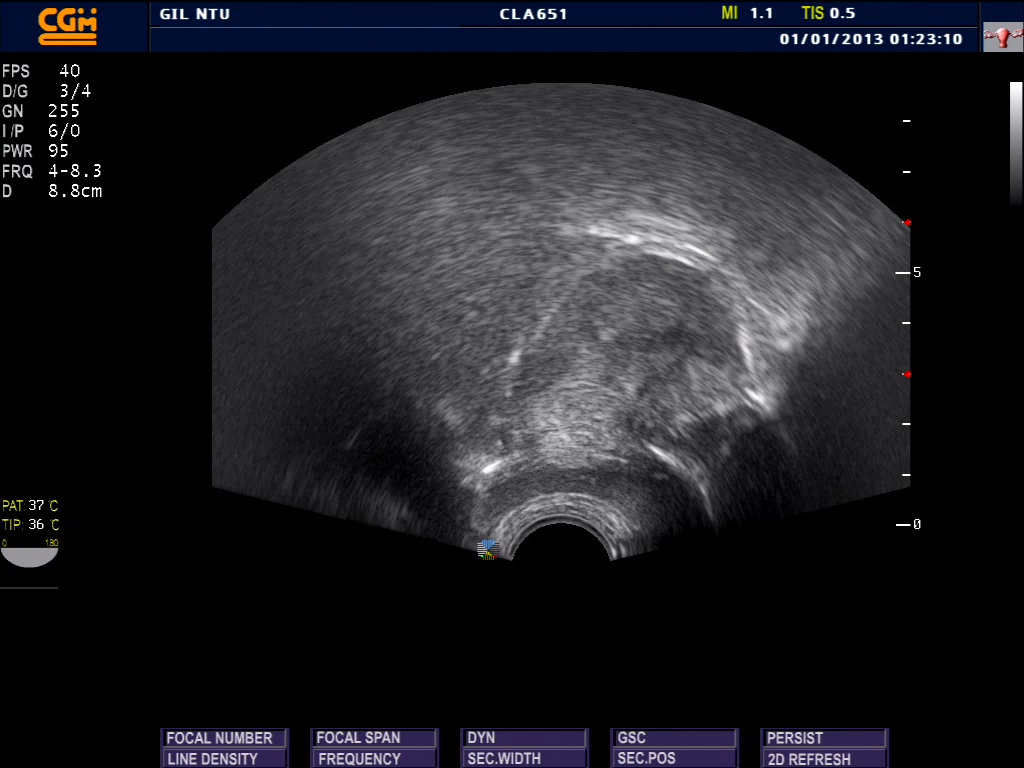 CGM
GIL NTU CLA651 MI 1.1 TIS 0.5
01/01/2013 01:23:10
FPS 40
D/G 3/4
GN 255
I/P 6/0
PWR 95
FRQ 4-8.3
D 8.8cm
5
PAT: 37 °C
TIP: 36 °C
0 180
0
FOCAL NUMBER FOCAL SPAN DYN GSC PERSIST
LINE DENSITY FREQUENCY SEC.WIDTH SEC.POS 2D REFRESH